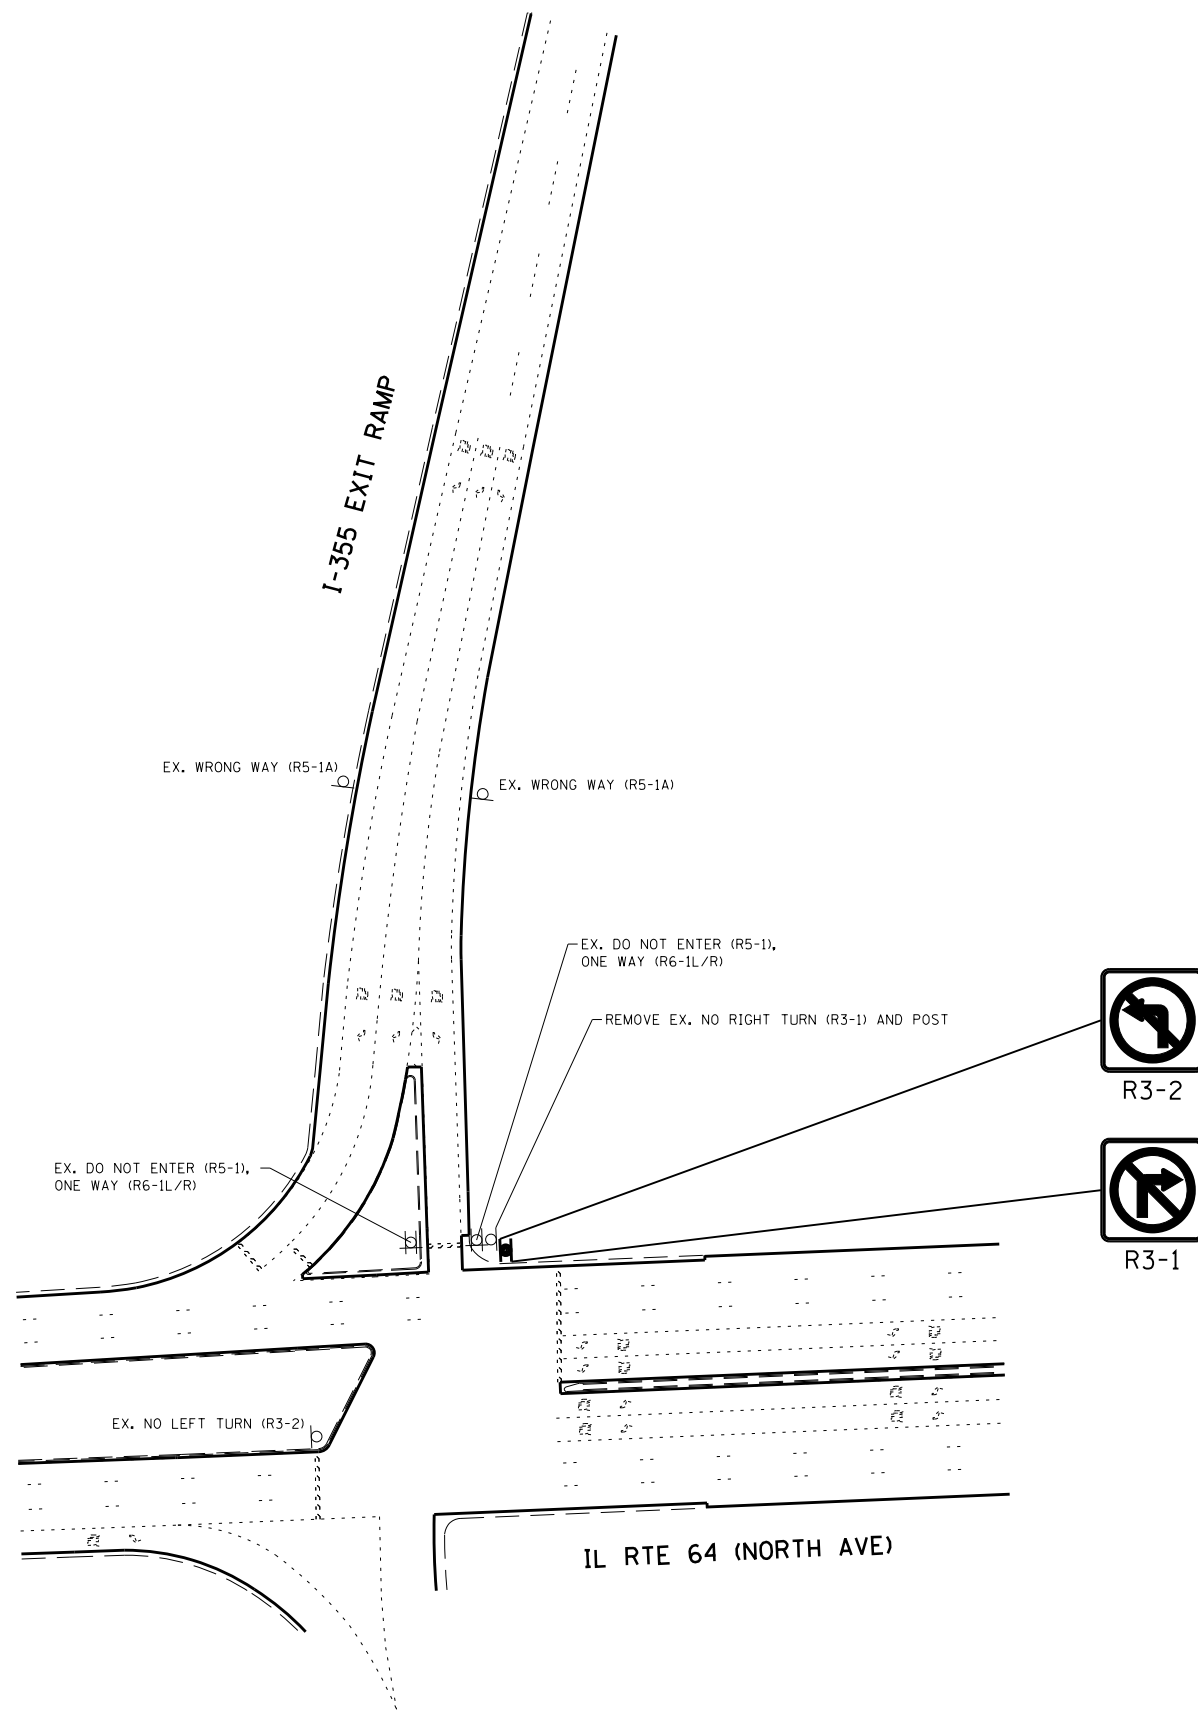 I-355 EXIT RAMP
EX. WRONG WAY (R5-1A)
EX. WRONG WAY (R5-1A)
EX. DO NOT ENTER (R5-1),
ONE WAY (R6-1L/R)
REMOVE EX. NO RIGHT TURN (R3-1) AND POST
R3-2
EX. DO NOT ENTER (R5-1),
ONE WAY (R6-1L/R)
R3-1
EX. NO LEFT TURN (R3-2)
IL RTE 64 (NORTH AVE)